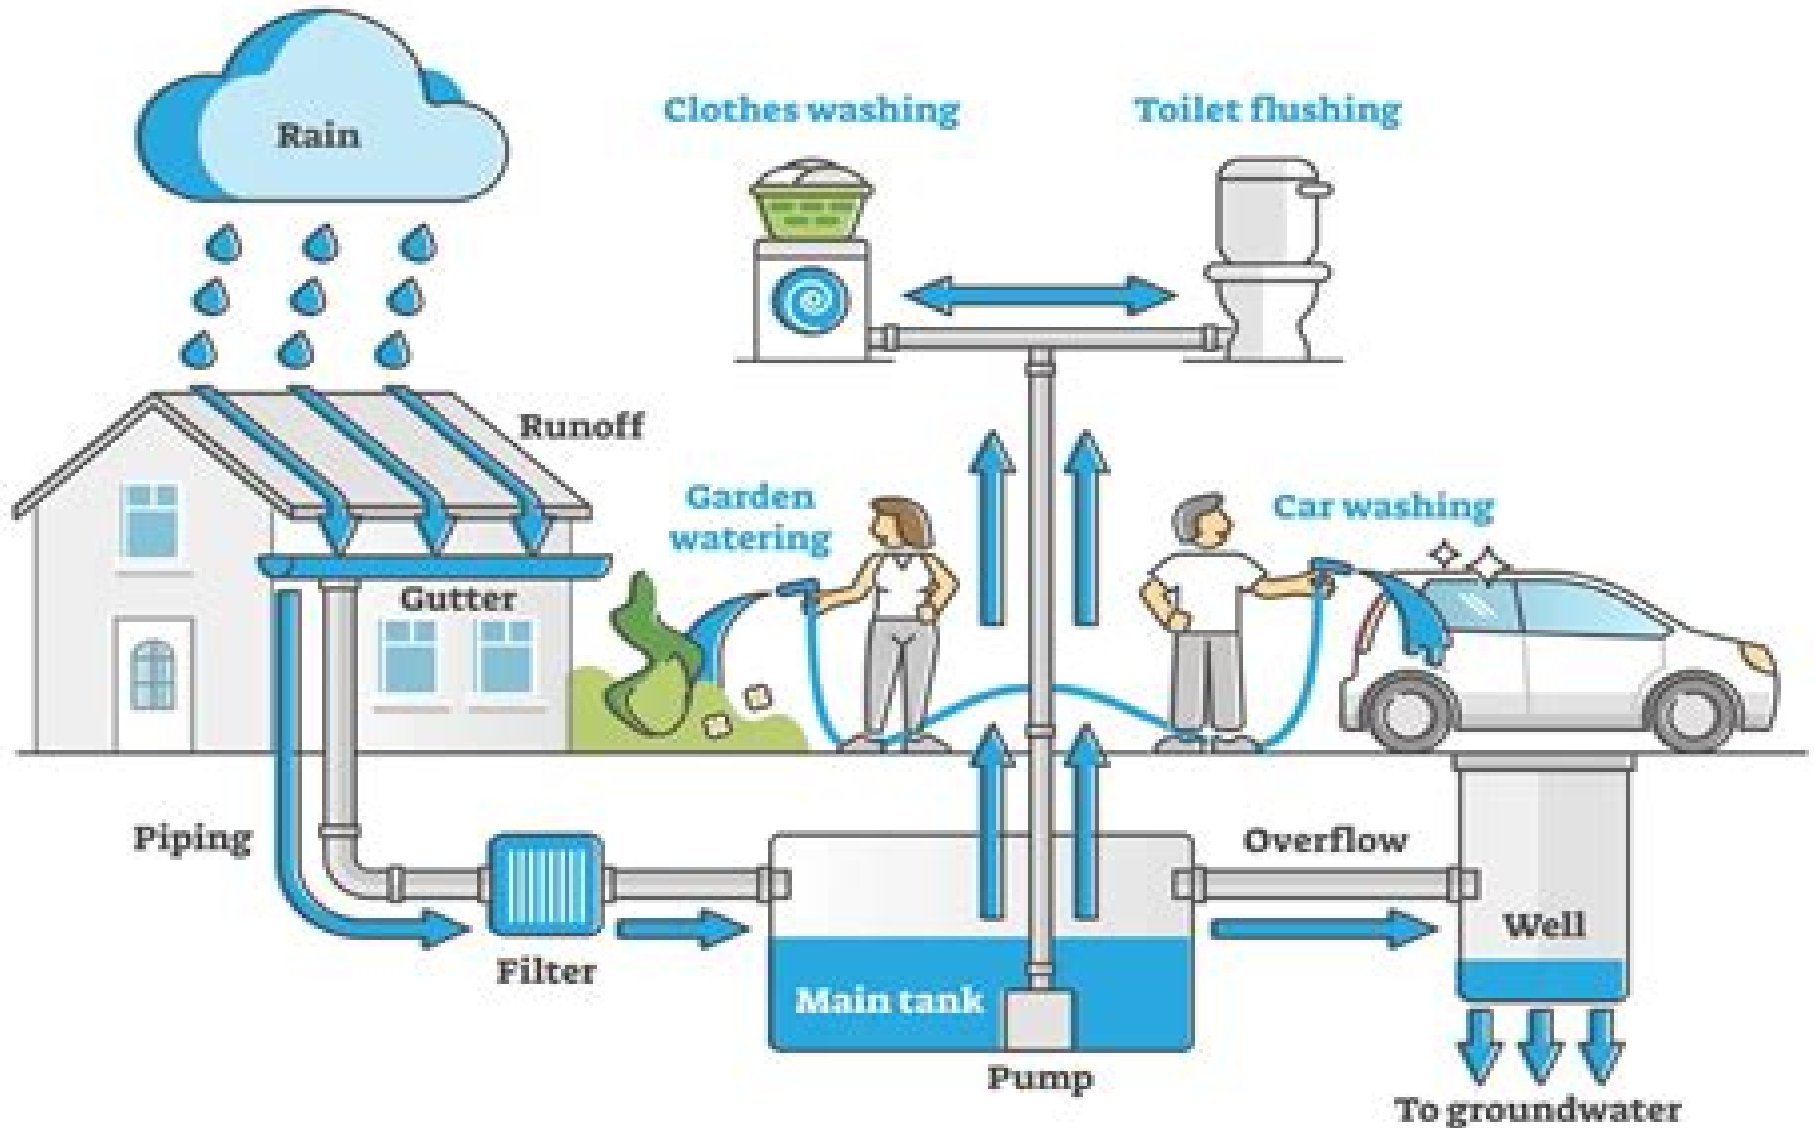 Rain
Clothes washing
Toilet flushing
Runoff
Garden
watering
Car washing
Gutter
Piping
Overflow
Well
Filter
Main tank
Pump
To groundwater